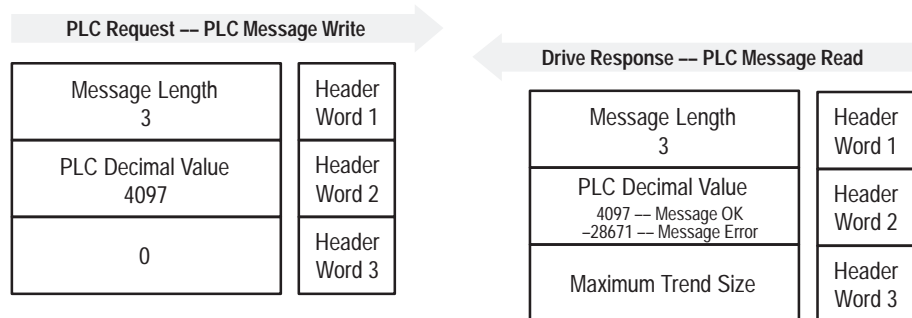 PLC Request –– PLC Message Write
Message Length
3
Header
Word 1
PLC Decimal Value
4097
Header
Word 2
0
Header
Word 3
Drive Response –– PLC Message Read
Message Length
3
Header
Word 1
PLC Decimal Value
4097 –– Message OK
–28671 –– Message Error
Header
Word 2
Maximum Trend Size
Header
Word 3